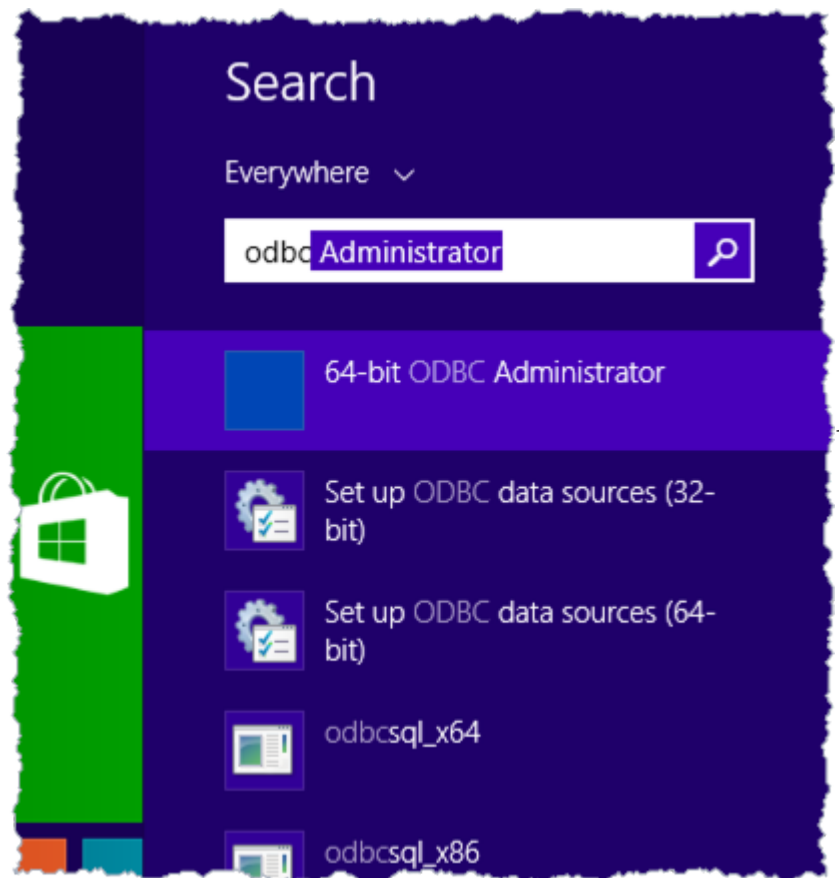 Search
Everywhere
odbc Administrator
64-bit ODBC Administrator
Set up ODBC data sources (32-
bit)
Set up ODBC data sources (64-
bit)
odbcsql_x64
odbcsql_x86